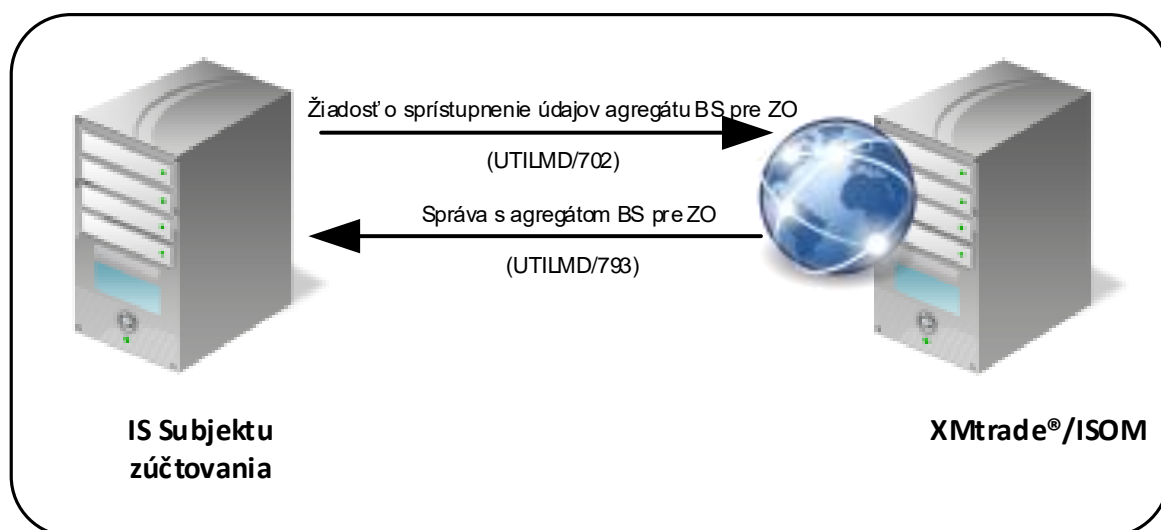 Žiadosť o sprístupnenie údajov agregátu BS pre ZO
(UTILMD/702)
Správa s agregátom BS pre ZO
(UTILMD/793)
IS Subjektu
zúčtovania
XMtrade®/ISOM